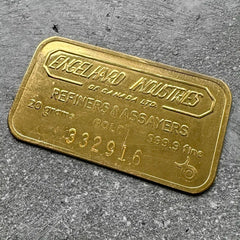 ENGELHARD INDUSTRIES
OF CANADA LTD.
REFINERS & ASSAYERS
20 grams GOLD 999.9 fine
332916